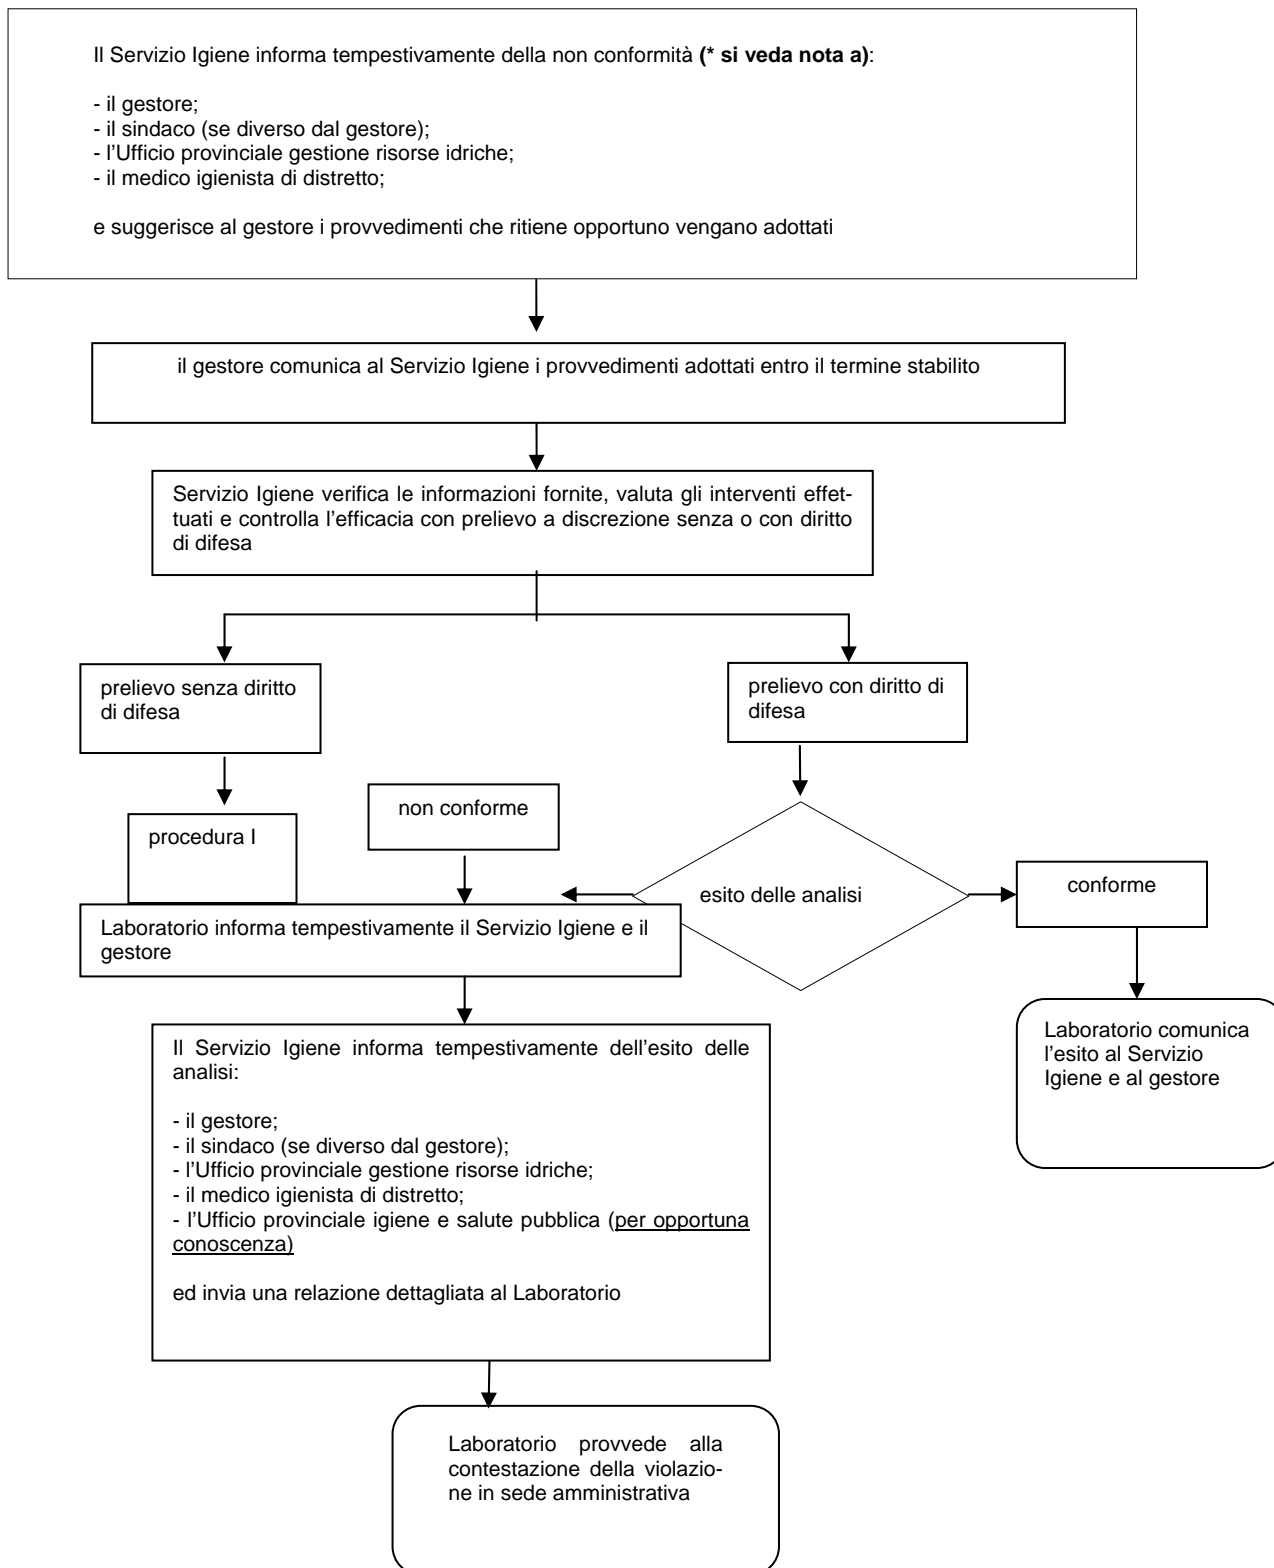 Il Servizio Igiene informa tempestivamente della non conformità (* si veda nota a):
- il gestore;
- il sindaco (se diverso dal gestore);
- l'Ufficio provinciale gestione risorse idriche;
- il medico igienista di distretto;
e suggerisce al gestore i provvedimenti che ritiene opportuno vengano adottati
il gestore comunica al Servizio Igiene i provvedimenti adottati entro il termine stabilito
Servizio Igiene verifica le informazioni fornite, valuta gli interventi effet-
tuati e controlla l'efficacia con prelievo a discrezione senza o con diritto
di difesa
prelievo senza diritto
di difesa
prelievo con diritto di
difesa
procedura I
non conforme
esito delle analisi
conforme
Laboratorio informa tempestivamente il Servizio Igiene e il
gestore
Laboratorio comunica
l'esito al Servizio
Igiene e al gestore
Il Servizio Igiene informa tempestivamente dell'esito delle
analisi:
- il gestore;
- il sindaco (se diverso dal gestore);
- l'Ufficio provinciale gestione risorse idriche;
- il medico igienista di distretto;
- l'Ufficio provinciale igiene e salute pubblica (per opportuna
conoscenza)
ed invia una relazione dettagliata al Laboratorio
Laboratorio provvede alla
contestazione della violazio-
ne in sede amministrativa